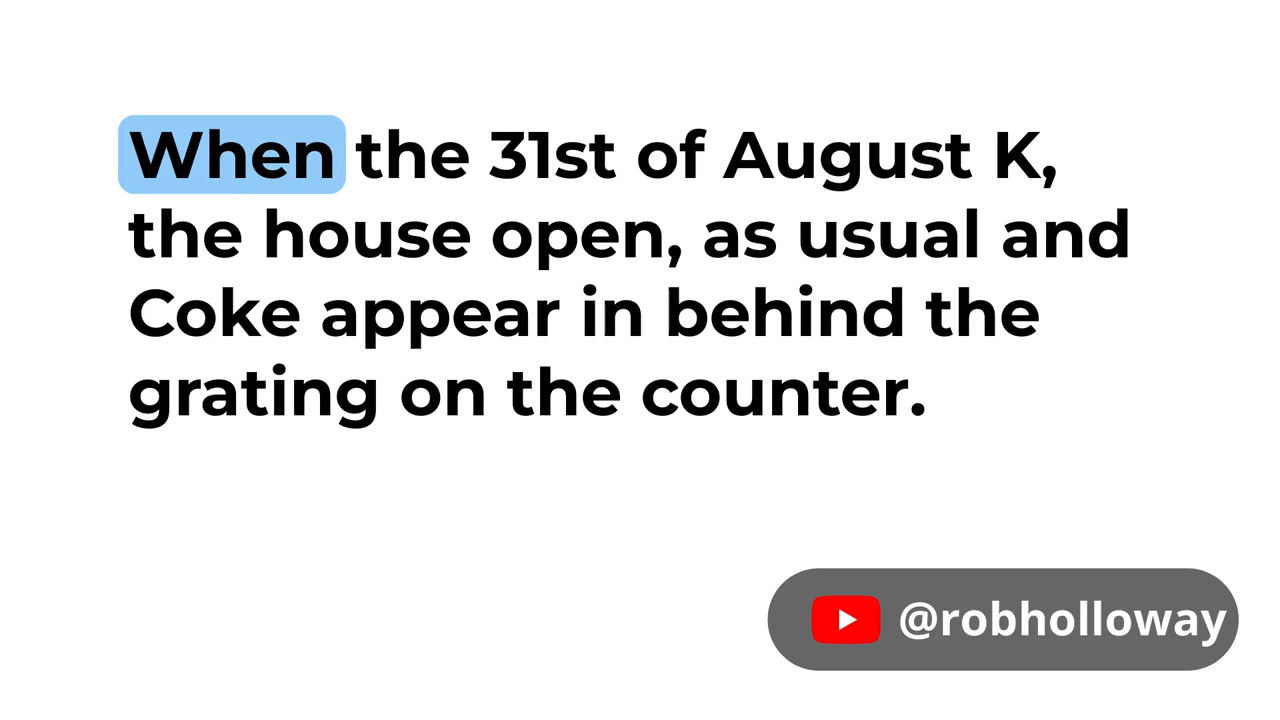 When the 31st of August K,
the house open, as usual and
Coke appear in behind the
grating on the counter.
@robholloway